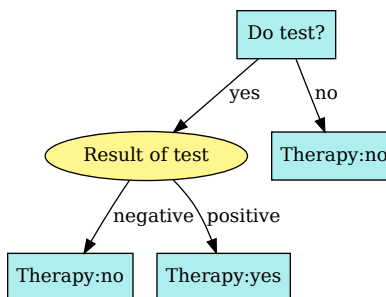 Do test?
yes
no
Result of test
Therapy:no
negative
positive
Therapy:no
Therapy:yes